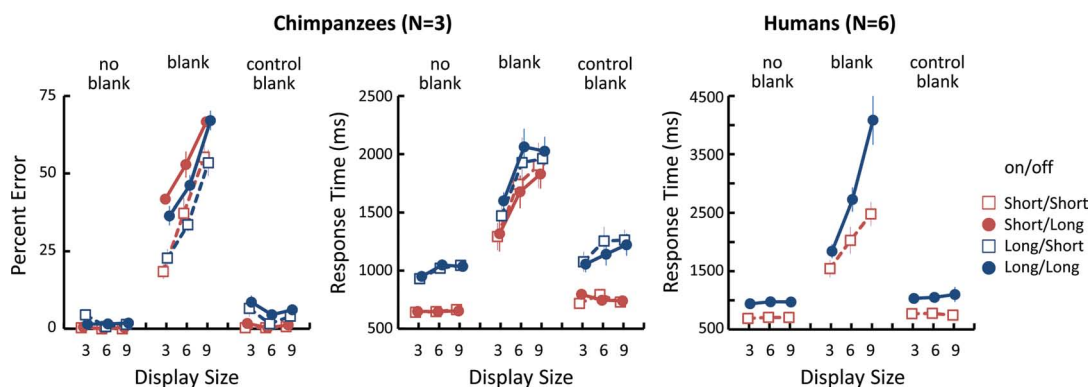 Chimpanzees (N=3)
Humans (N=6)
no blank
blank
control blank
75
50
25
0
Percent Error
3 6 9
3 6 9
3 6 9
Display Size
no blank
blank
control blank
2500
2000
1500
1000
500
Response Time (ms)
3 6 9
3 6 9
3 6 9
Display Size
no blank
blank
control blank
4500
3500
2500
1500
500
Response Time (ms)
3 6 9
3 6 9
3 6 9
Display Size
on/off
Short/Short
Short/Long
Long/Short
Long/Long